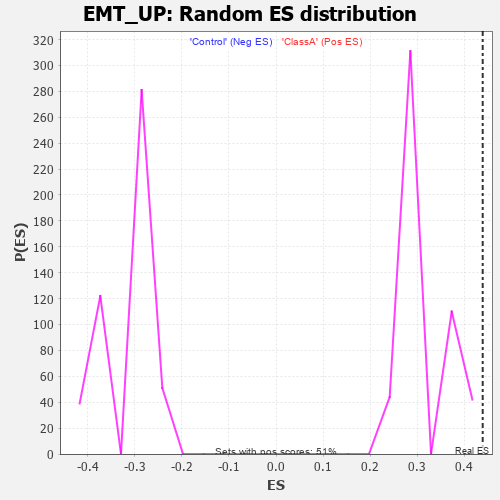 EMT_UP: Random ES distribution
'Control' (Neg ES) 'ClassA' (Pos ES)
320
300
280
260
240
220
200
180
160
140
120
100
80
60
40
20
0
P(ES)
Sets with pos scores: 51%
Real ES
-0.4 -0.3 -0.2 -0.1 0.0 0.1 0.2 0.3 0.4
ES